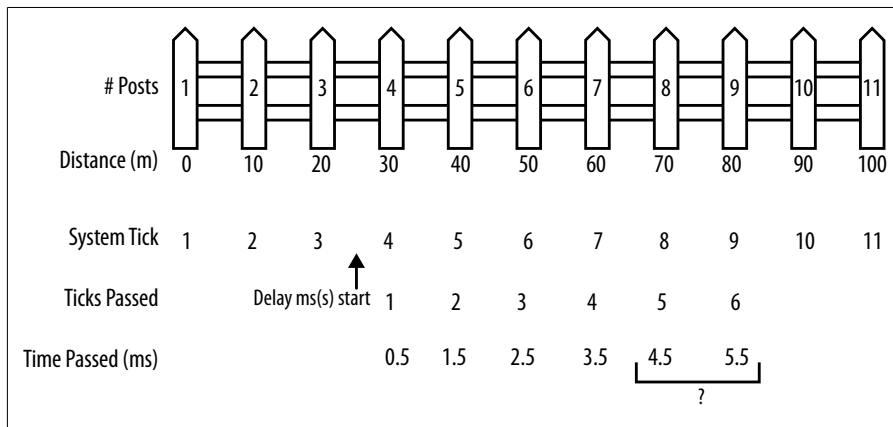 # Posts 1 2 3 4 5 6 7 8 9 10 11
Distance (m) 0 10 20 30 40 50 60 70 80 90 100
System Tick 1 2 3 4 5 6 7 8 9 10 11
Delay ms(s) start
Ticks Passed 1 2 3 4 5 6
Time Passed (ms) 0.5 1.5 2.5 3.5 4.5 5.5
?